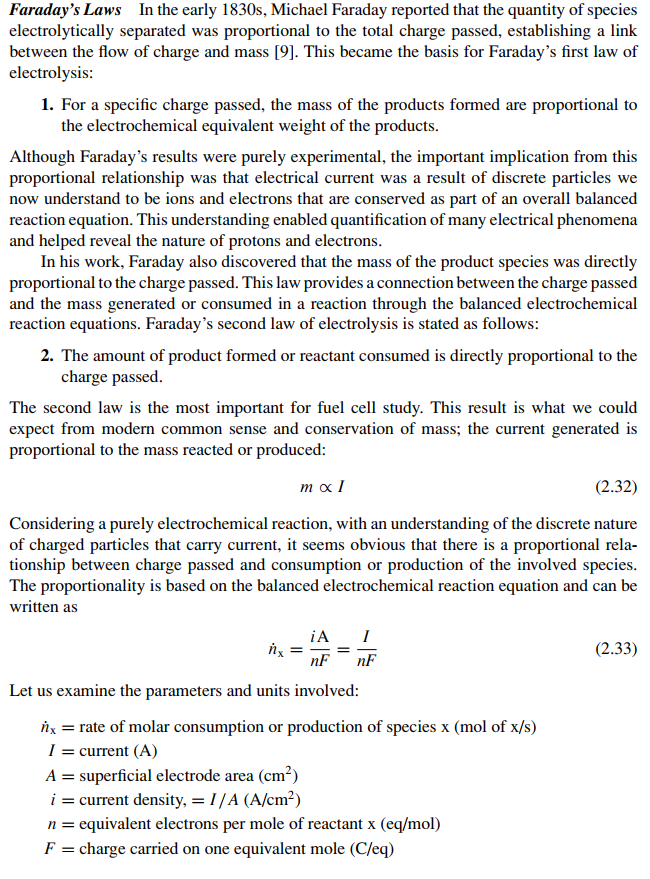 Faraday's Laws In the early 1830s, Michael Faraday reported that the quantity of species
electrolytically separated was proportional to the total charge passed, establishing a link
between the flow of charge and mass [9]. This became the basis for Faraday's first law of
electrolysis:
1. For a specific charge passed, the mass of the products formed are proportional to
the electrochemical equivalent weight of the products.
Although Faraday's results were purely experimental, the important implication from this
proportional relationship was that electrical current was a result of discrete particles we
now understand to be ions and electrons that are conserved as part of an overall balanced
reaction equation. This understanding enabled quantification of many electrical phenomena
and helped reveal the nature of protons and electrons.
In his work, Faraday also discovered that the mass of the product species was directly
proportional to the charge passed. This law provides a connection between the charge passed
and the mass generated or consumed in a reaction through the balanced electrochemical
reaction equations. Faraday's second law of electrolysis is stated as follows:
2. The amount of product formed or reactant consumed is directly proportional to the
charge passed.
The second law is the most important for fuel cell study. This result is what we could
expect from modern common sense and conservation of mass; the current generated is
proportional to the mass reacted or produced:
m ∝ I (2.32)
Considering a purely electrochemical reaction, with an understanding of the discrete nature
of charged particles that carry current, it seems obvious that there is a proportional rela-
tionship between charge passed and consumption or production of the involved species.
The proportionality is based on the balanced electrochemical reaction equation and can be
written as
ṅₓ = iA/nF = I/nF (2.33)
Let us examine the parameters and units involved:
ṅₓ = rate of molar consumption or production of species x (mol of x/s)
I = current (A)
A = superficial electrode area (cm²)
i = current density, = I/A (A/cm²)
n = equivalent electrons per mole of reactant x (eq/mol)
F = charge carried on one equivalent mole (C/eq)